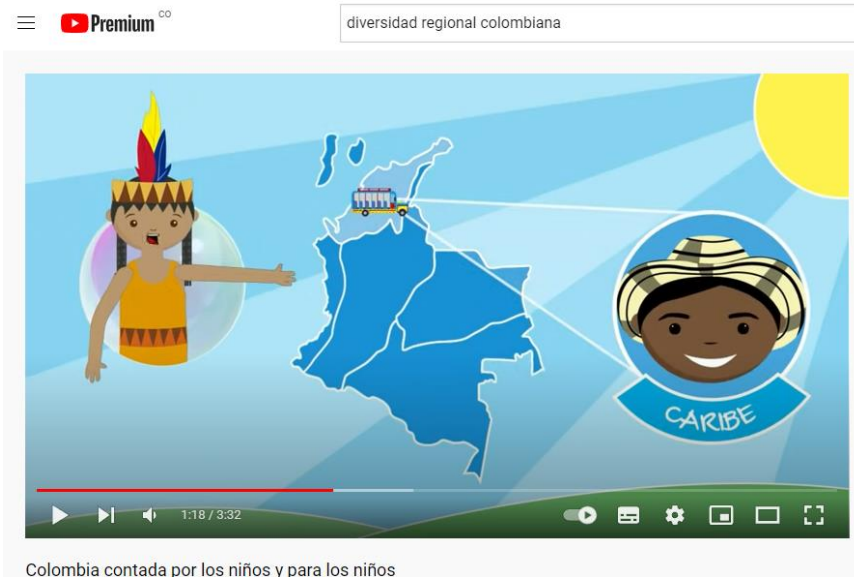 Premium CO
diversidad regional colombiana
CARIBE
1:18 / 3:32
Colombia contada por los niños y para los niños